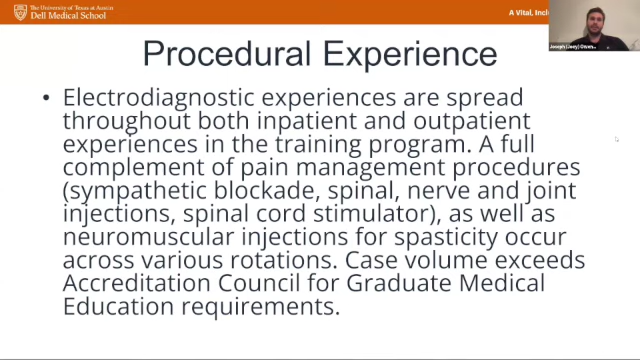 The University of Texas at Austin
Dell Medical School
A Vital, Inclu
Procedural Experience
• Electrodiagnostic experiences are spread
throughout both inpatient and outpatient
experiences in the training program. A full
complement of pain management procedures
(sympathetic blockade, spinal, nerve and joint
injections, spinal cord stimulator), as well as
neuromuscular injections for spasticity occur
across various rotations. Case volume exceeds
Accreditation Council for Graduate Medical
Education requirements.